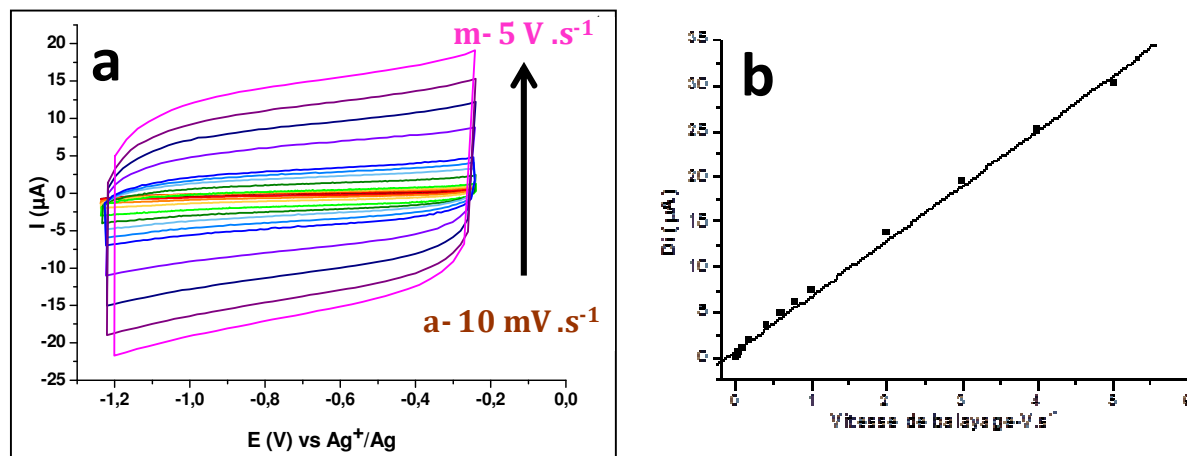 a
m- 5 V .s⁻¹
a- 10 mV.s⁻¹
I (µA)
20
15
10
5
0
-5
-10
-15
-20
-25
-1,2 -1,0 -0,8 -0,6 -0,4 -0,2 0,0
E (V) vs Ag⁺/Ag
b
Di (µA)
35
30
25
20
15
10
5
0
0 1 2 3 4 5 6
Vitesse de balayage-V.s⁻¹